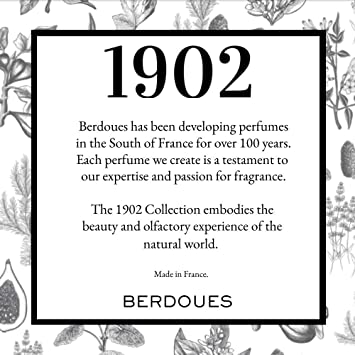 1902
Berdoues has been developing perfumes
in the South of France for over 100 years.
Each perfume we create is a testament to
our expertise and passion for fragrance.
The 1902 Collection embodies the
beauty and olfactory experience of the
natural world.
Made in France.
BERDOUES